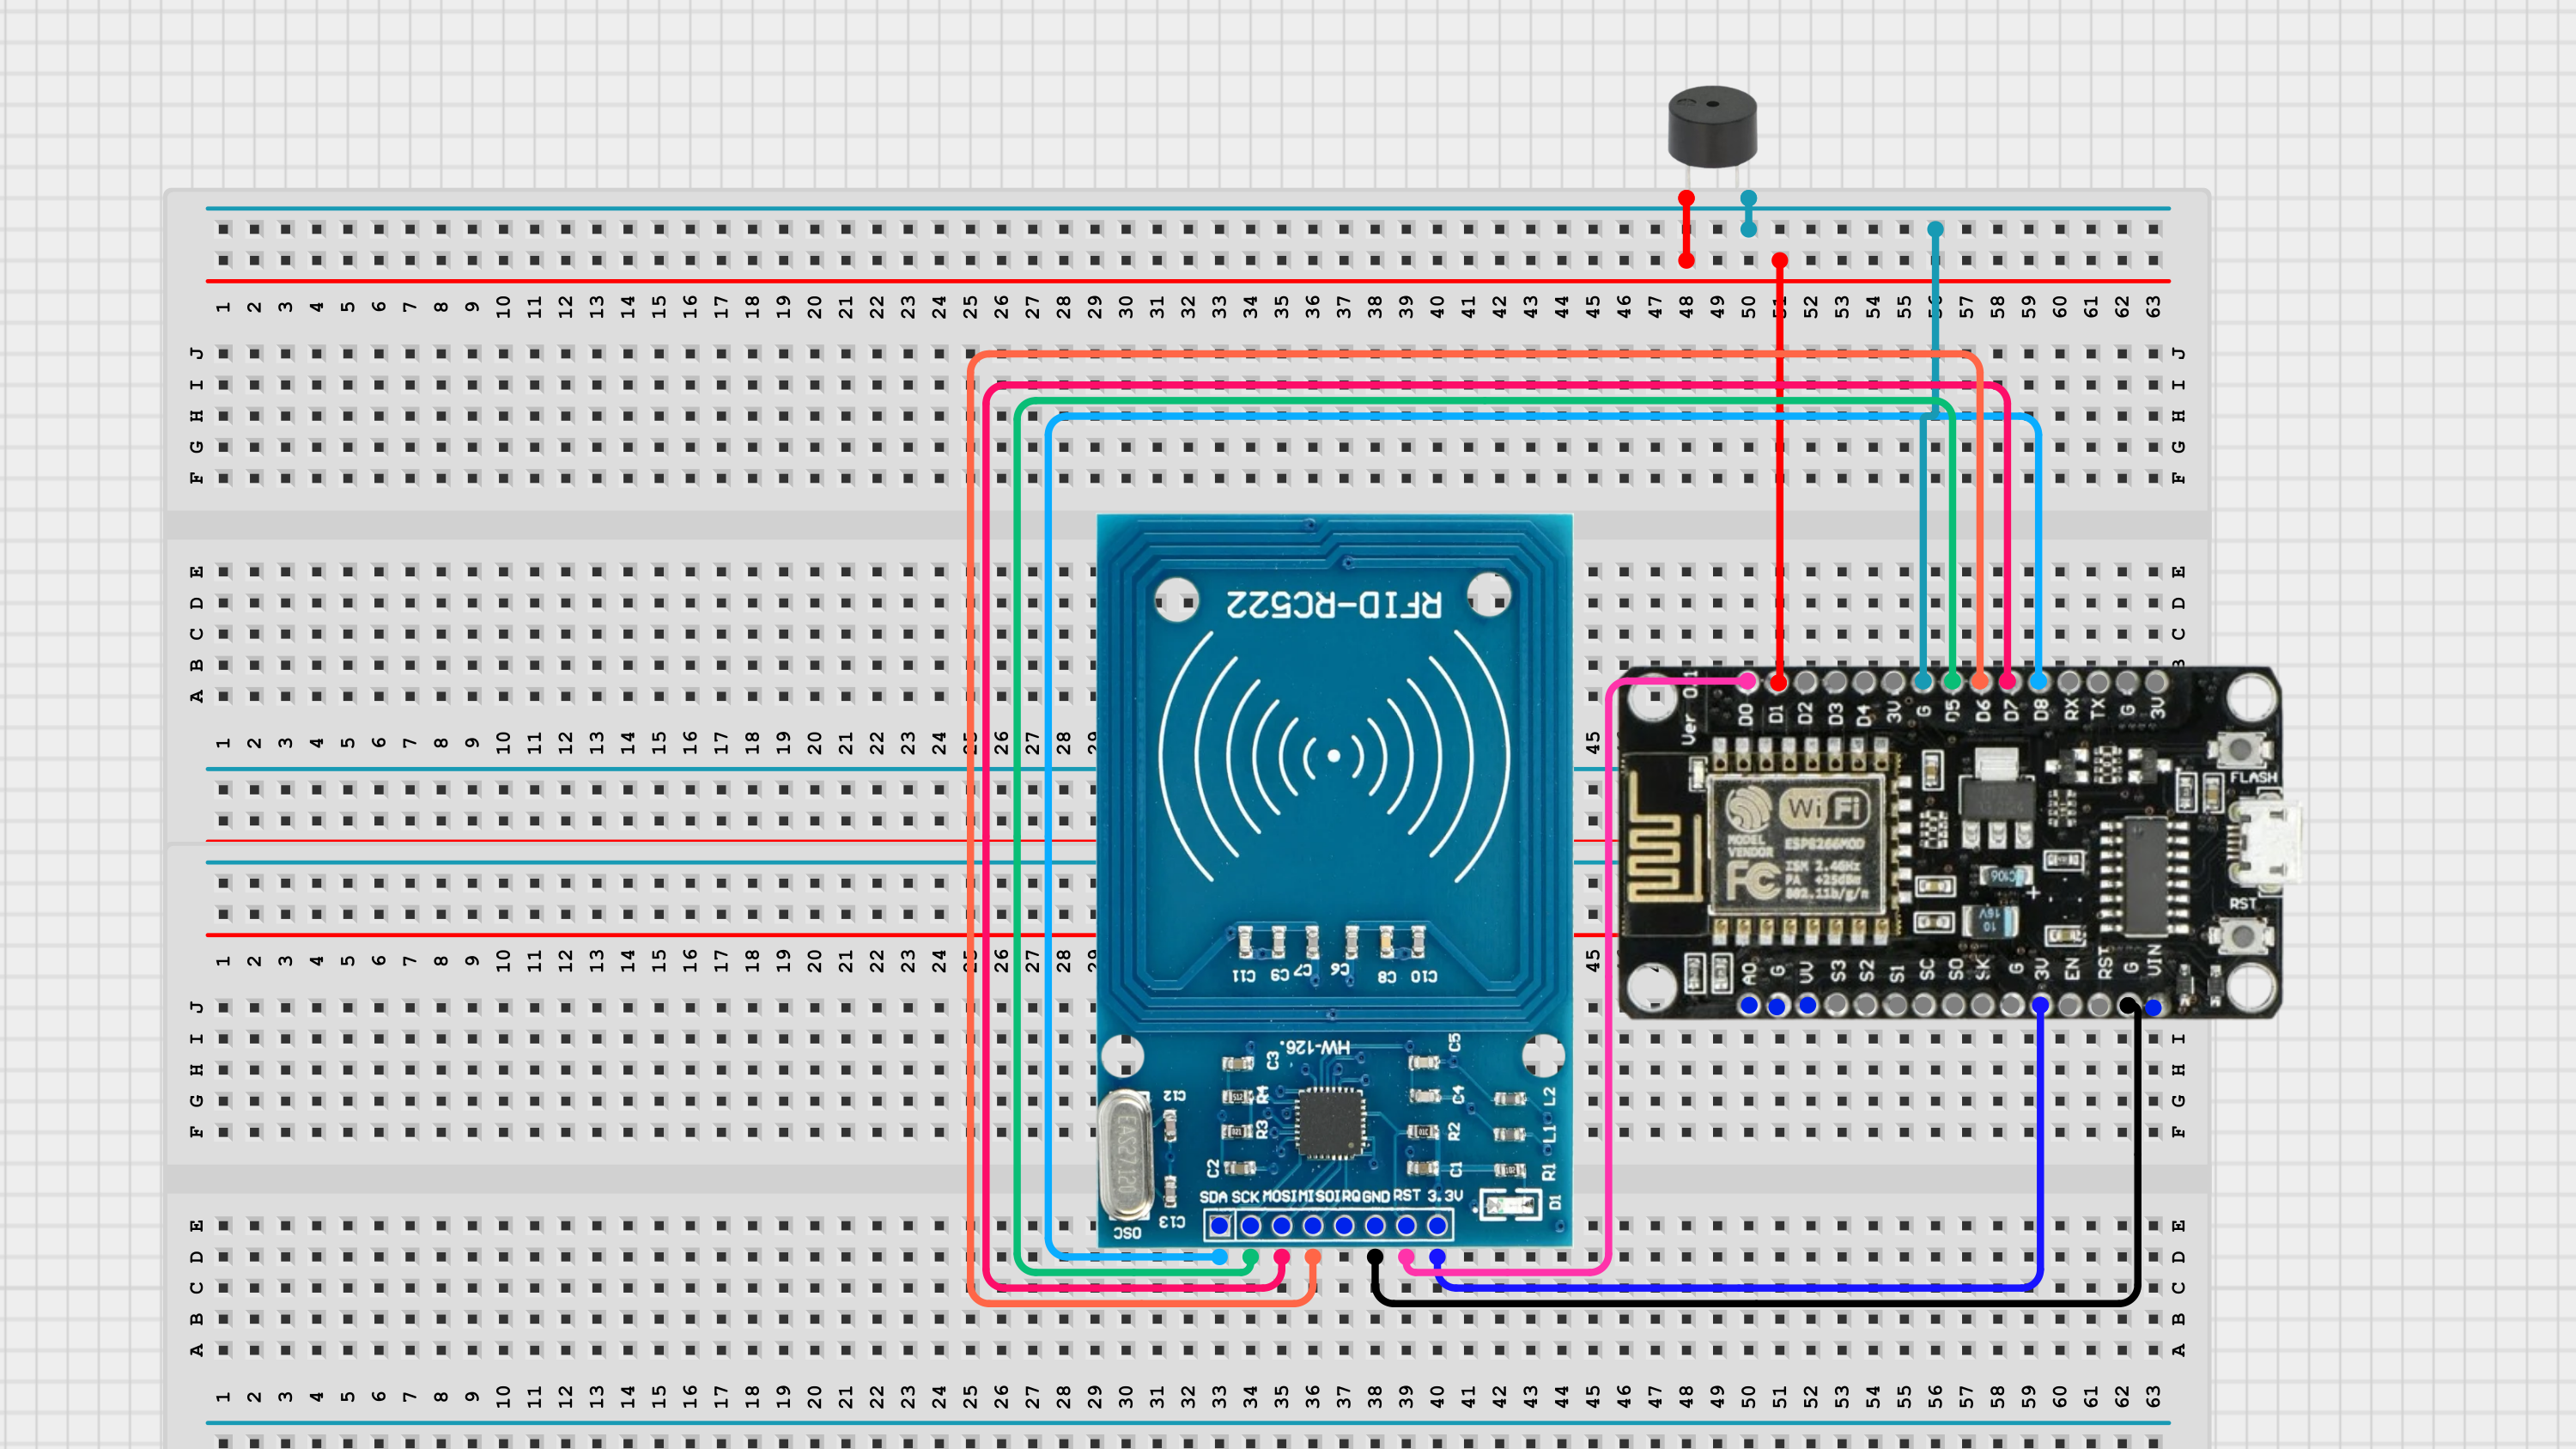 1 2 3 4 5 6 7 8 9 10 11 12 13 14 15 16 17 18 19 20 21 22 23 24 25 26 27 28 29 30 31 32 33 34 35 36 37 38 39 40 41 42 43 44 45 46 47 48 49 50 51 52 53 54 55 56 57 58 59 60 61 62 63
J J
I I
H H
G G
F F
E E
D D
C C
B B
A
RFID-RC522
Ver 0.1
D0 D1 D2 D3 D4 3V G D5 D6 D7 D8 RX TX G 3V
1 2 3 4 5 6 7 8 9 10 11 12 13 14 15 16 17 18 19 20 21 22 23 24 25 26 27 28 29 45
FLASH
WiFi
MODEL
VENDOR
ESP8266MOD
FC
ISM 2.4GHz
PA +25dBm
802.11b/g/n
RST
1 2 3 4 5 6 7 8 9 10 11 12 13 14 15 16 17 18 19 20 21 22 23 24 25 26 27 28 29 45
C11 C9 C7 C6 C8 C10
A0 G VU S3 S2 S1 SC S0 SK G 3V EN RST G VIN
16V
10
J
I I
H H
G G
F F
HW-126.
C3 C5
C12 R4 C4 L2
R3 R2 L1
C2 C1 R1
SDA SCK MOSI MISO IRQ GND RST 3.3V
D1
C13
OSC
E E
D D
C C
B B
A A
1 2 3 4 5 6 7 8 9 10 11 12 13 14 15 16 17 18 19 20 21 22 23 24 25 26 27 28 29 30 31 32 33 34 35 36 37 38 39 40 41 42 43 44 45 46 47 48 49 50 51 52 53 54 55 56 57 58 59 60 61 62 63